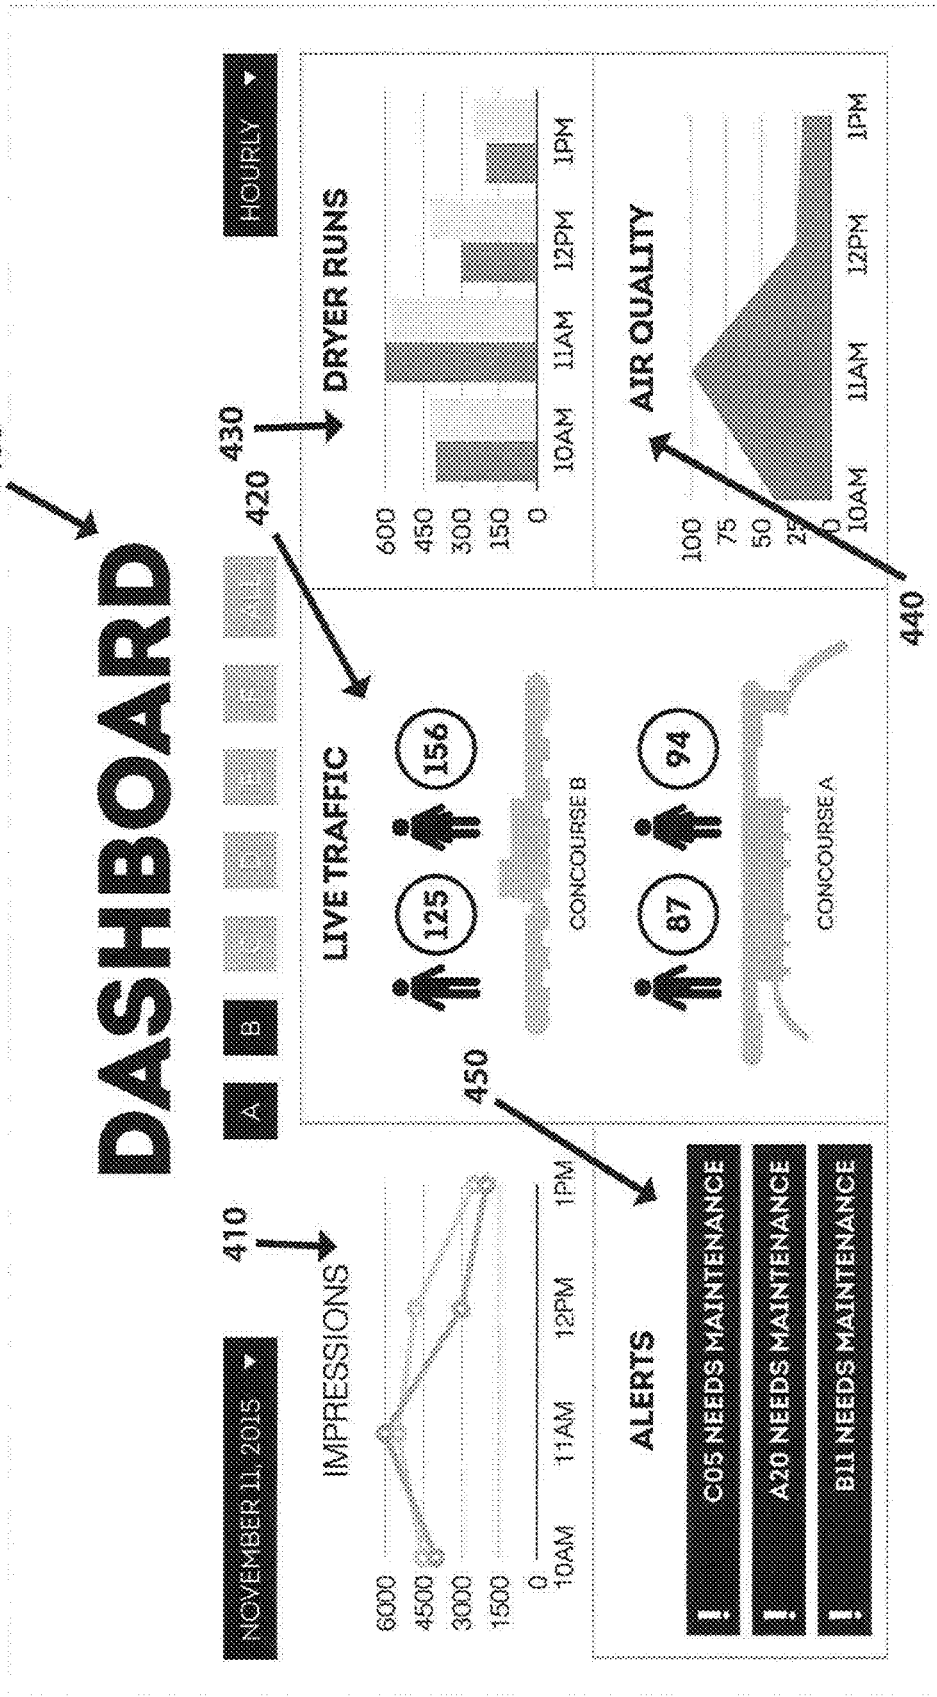 DASHBOARD
NOVEMBER 11, 2015
410
A
B
420
430
HOURLY
IMPRESSIONS
6000
4500
3000
1500
0
10AM
11AM
12PM
1PM
LIVE TRAFFIC
125
156
CONCOURSE B
87
94
CONCOURSE A
DRYER RUNS
600
450
300
150
0
10AM
11AM
12PM
1PM
450
ALERTS
! C05 NEEDS MAINTENANCE
! A20 NEEDS MAINTENANCE
! B11 NEEDS MAINTENANCE
AIR QUALITY
100
75
50
25
0
10AM
11AM
12PM
1PM
440